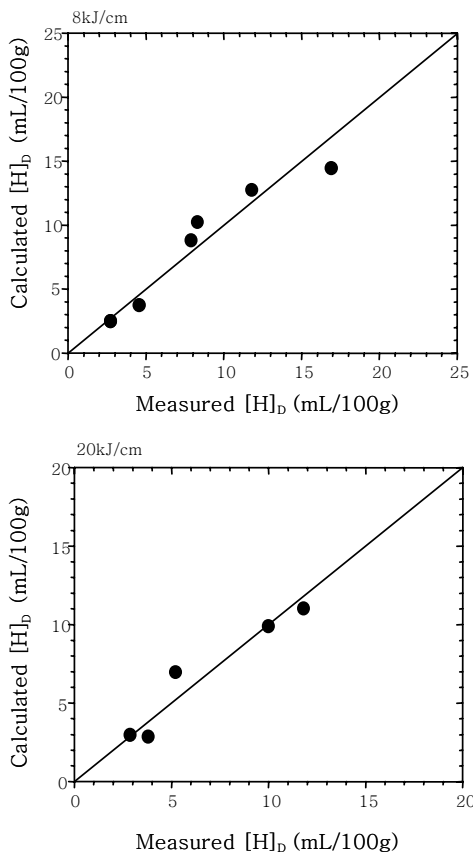 8kJ/cm
25
20
15
10
5
0
Calculated [H]D (mL/100g)
0 5 10 15 20 25
Measured [H]D (mL/100g)
20kJ/cm
20
15
10
5
0
Calculated [H]D (mL/100g)
0 5 10 15 20
Measured [H]D (mL/100g)